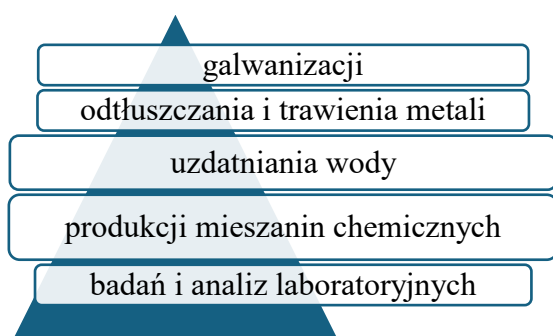 galwanizacji
odtłuszczania i trawienia metali
uzdatniania wody
produkcji mieszanin chemicznych
badań i analiz laboratoryjnych